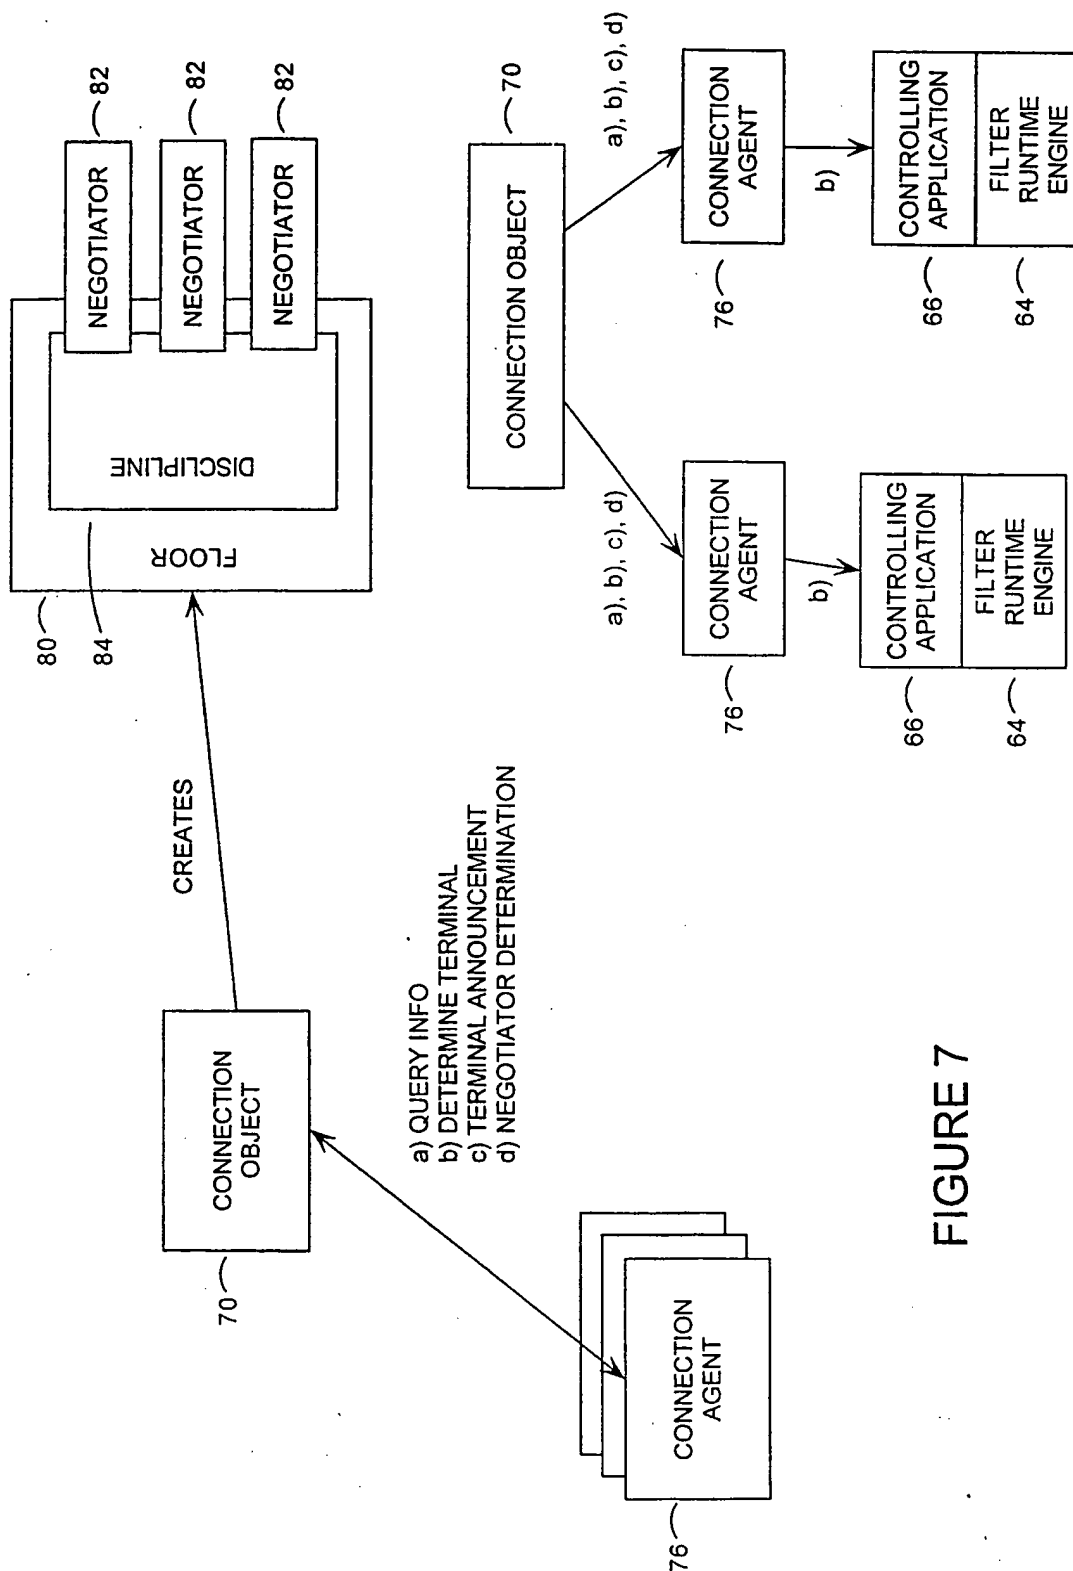 80
FLOOR
84
DISCIPLINE
NEGOTIATOR
82
NEGOTIATOR
82
NEGOTIATOR
82
CREATES
CONNECTION
OBJECT
70
a) QUERY INFO
b) DETERMINE TERMINAL
c) TERMINAL ANNOUNCEMENT
d) NEGOTIATOR DETERMINATION
CONNECTION
AGENT
76
CONNECTION OBJECT
70
a), b), c), d)
a), b), c), d)
CONNECTION
AGENT
76
b)
CONTROLLING
APPLICATION
66
FILTER
RUNTIME
ENGINE
64
CONNECTION
AGENT
76
b)
CONTROLLING
APPLICATION
66
FILTER
RUNTIME
ENGINE
64
FIGURE 7